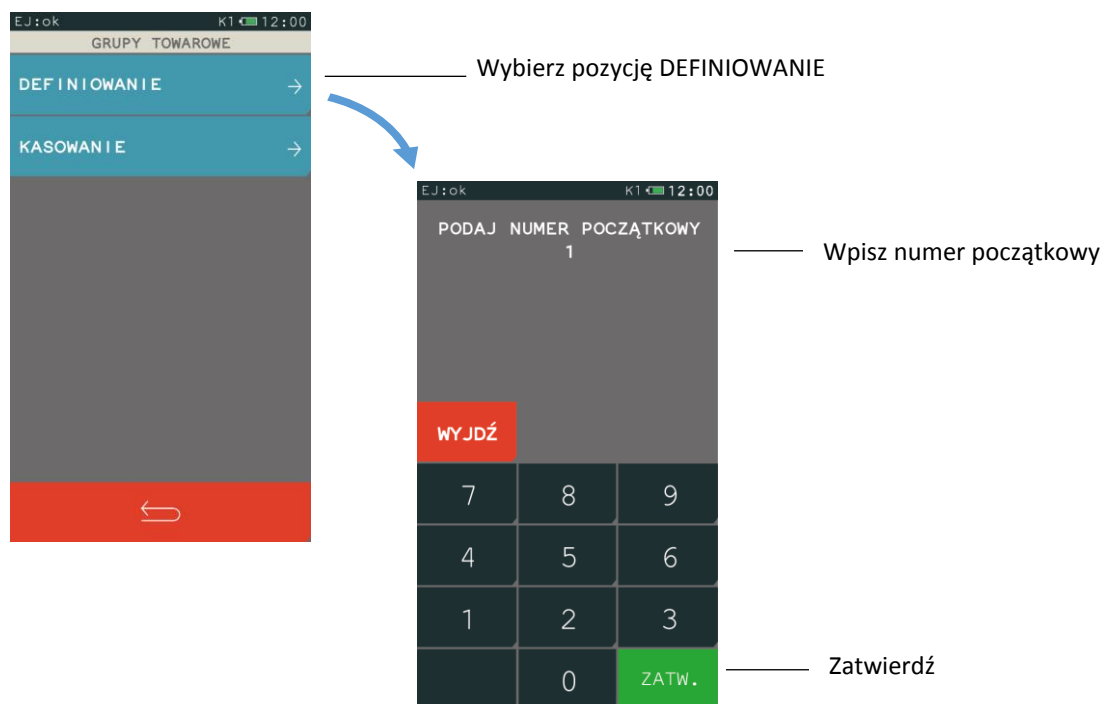 EJ:ok K1 12:00
GRUPY TOWAROWE
DEFINIOWANIE
KASOWANIE
Wybierz pozycję DEFINIOWANIE
EJ:ok K1 12:00
PODAJ NUMER POCZĄTKOWY
1
Wpisz numer początkowy
WYJDŹ
7 8 9
4 5 6
1 2 3
0 ZATW.
Zatwierdź